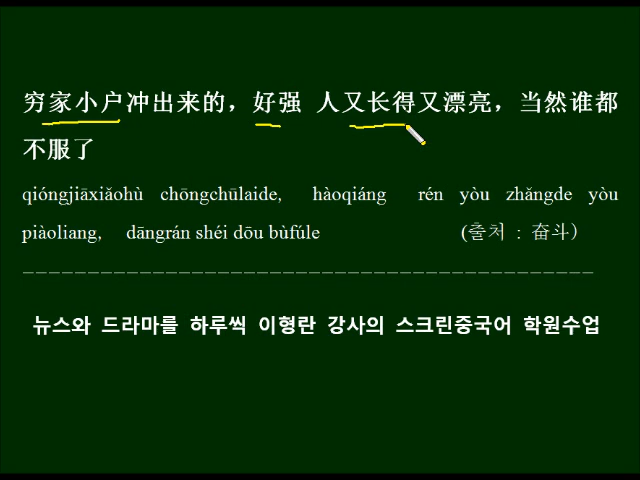 穷家小户冲出来的，好强 人又长得又漂亮，当然谁都
不服了
qióngjiāxiǎohù chōngchūlaide, hàoqiáng rén yòu zhǎngde yòu
piàoliang, dāngrán shéi dōu bùfúle (출처 : 奋斗)
--------------------------------------------
뉴스와 드라마를 하루씩 이형란 강사의 스크린중국어 학원수업